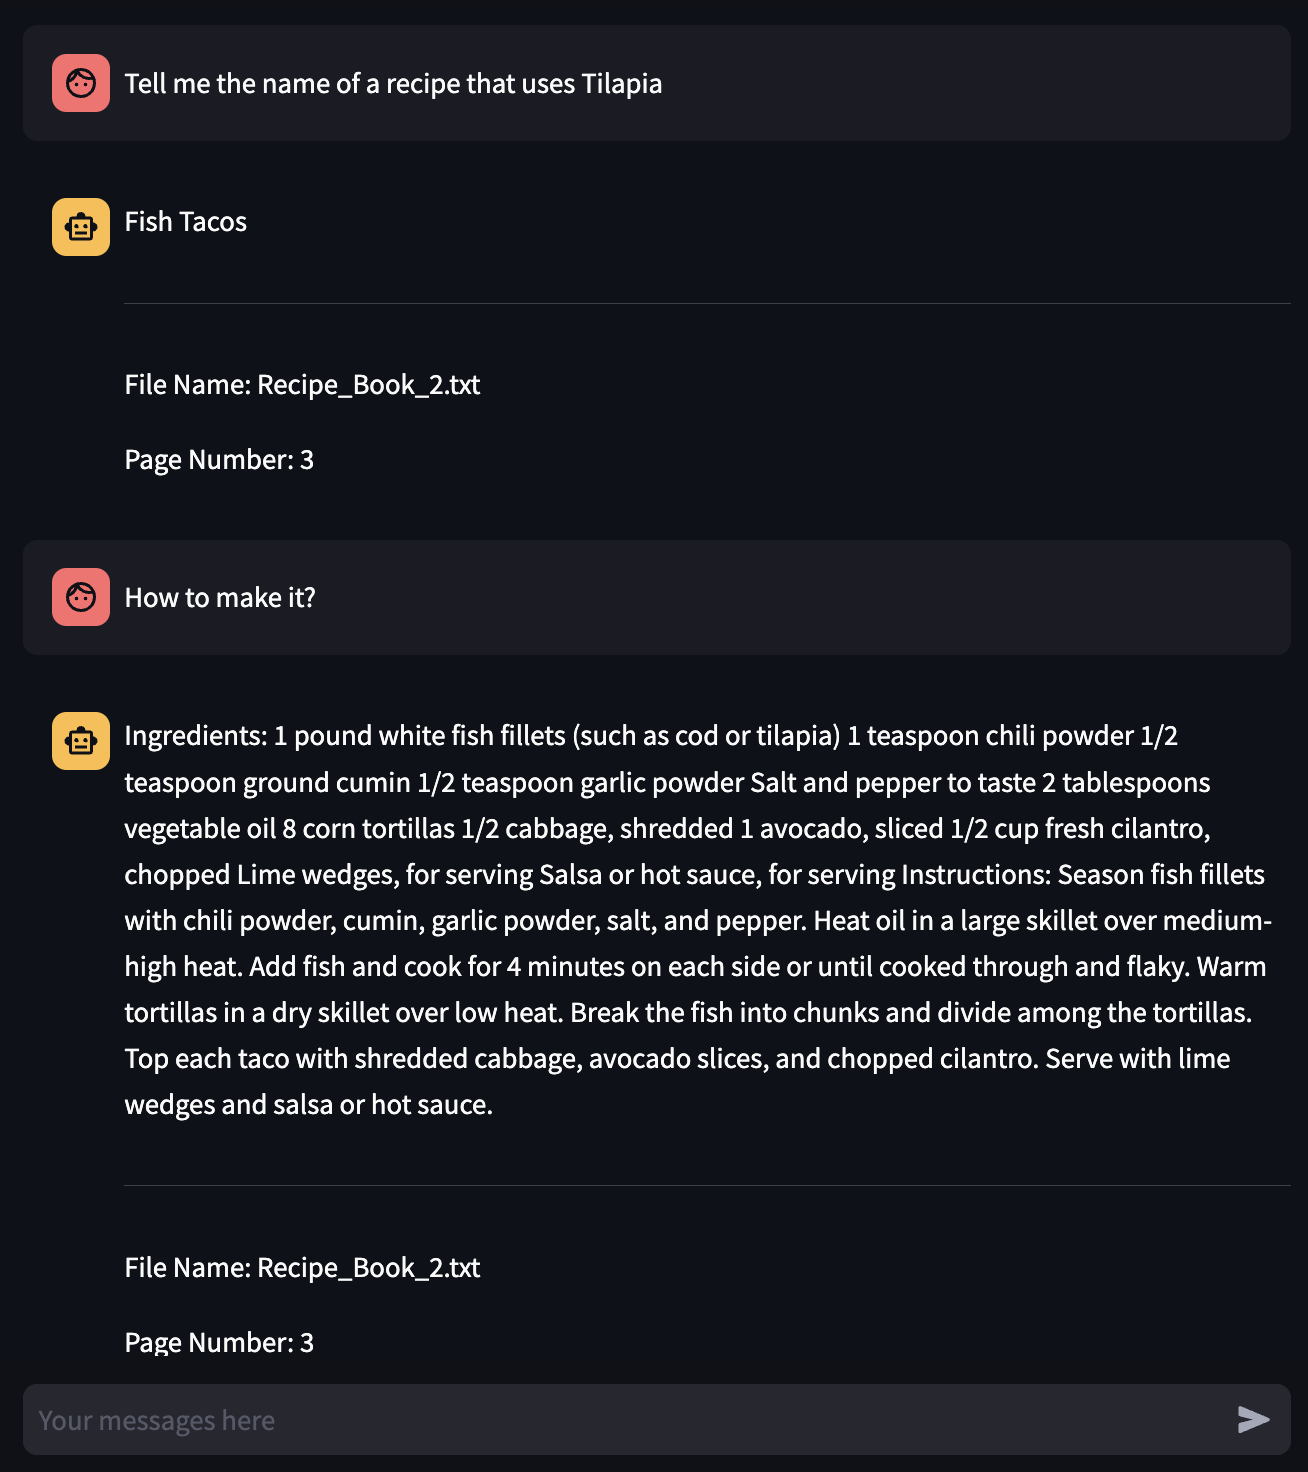 Tell me the name of a recipe that uses Tilapia
Fish Tacos
File Name: Recipe_Book_2.txt
Page Number: 3
How to make it?
Ingredients: 1 pound white fish fillets (such as cod or tilapia) 1 teaspoon chili powder 1/2
teaspoon ground cumin 1/2 teaspoon garlic powder Salt and pepper to taste 2 tablespoons
vegetable oil 8 corn tortillas 1/2 cabbage, shredded 1 avocado, sliced 1/2 cup fresh cilantro,
chopped Lime wedges, for serving Salsa or hot sauce, for serving Instructions: Season fish fillets
with chili powder, cumin, garlic powder, salt, and pepper. Heat oil in a large skillet over medium-
high heat. Add fish and cook for 4 minutes on each side or until cooked through and flaky. Warm
tortillas in a dry skillet over low heat. Break the fish into chunks and divide among the tortillas.
Top each taco with shredded cabbage, avocado slices, and chopped cilantro. Serve with lime
wedges and salsa or hot sauce.
File Name: Recipe_Book_2.txt
Page Number: 3
Your messages here